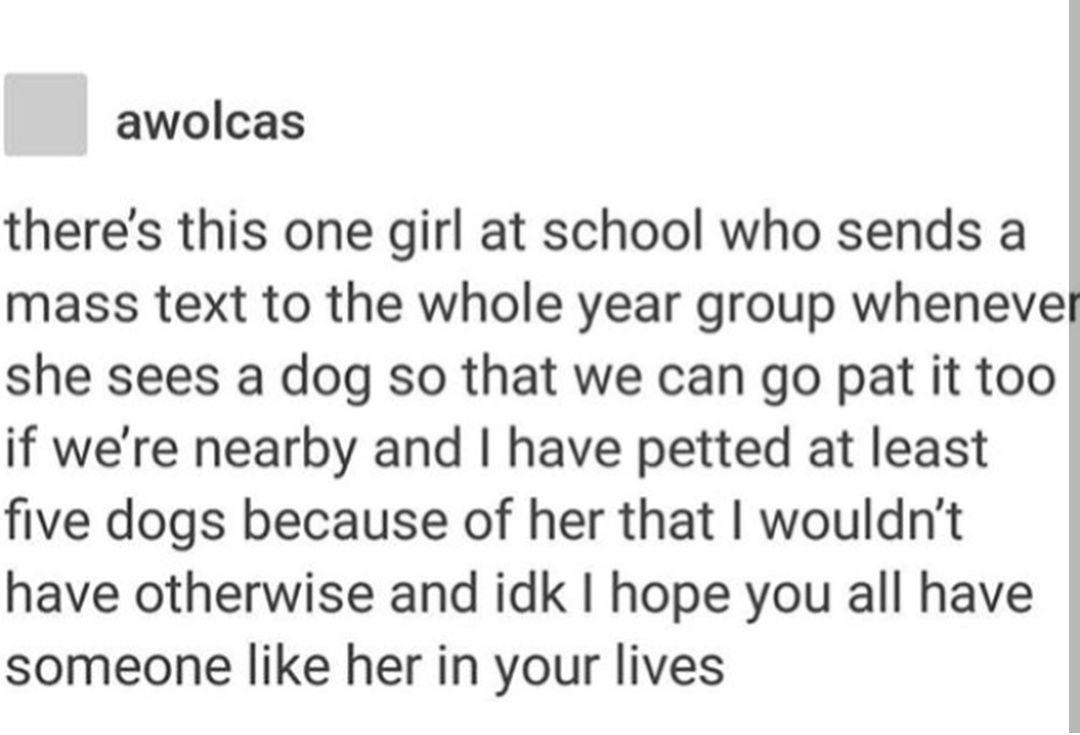 awolcas
there's this one girl at school who sends a
mass text to the whole year group whenever
she sees a dog so that we can go pat it too
if we're nearby and I have petted at least
five dogs because of her that I wouldn't
have otherwise and idk I hope you all have
someone like her in your lives